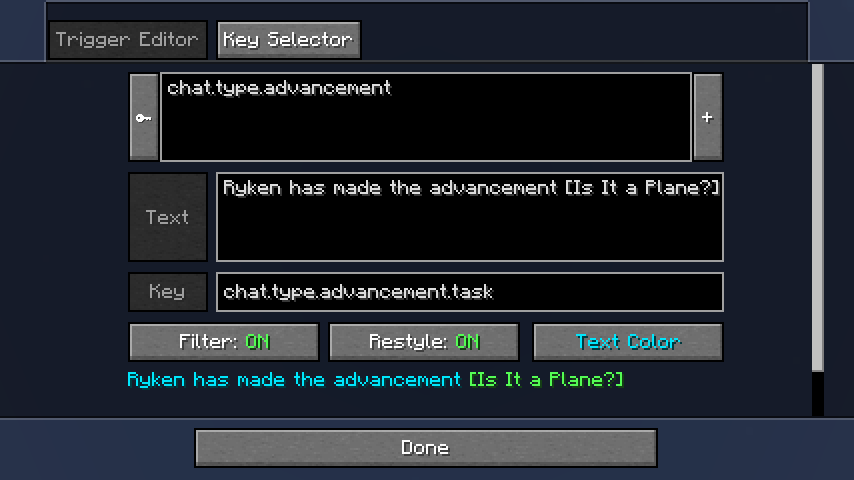 Trigger Editor
Key Selector
chat.type.advancement
+
Text
Ryken has made the advancement [Is It a Plane?]
Key
chat.type.advancement.task
Filter: ON
Restyle: ON
Text Color
Ryken has made the advancement [Is It a Plane?]
Done